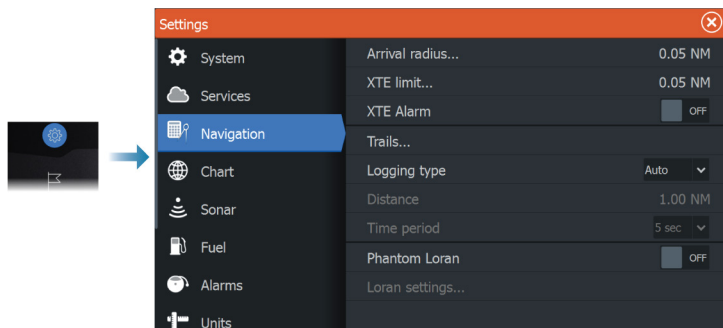 Settings
System
Services
Navigation
Chart
Sonar
Fuel
Alarms
Units
Arrival radius... 0.05 NM
XTE limit... 0.05 NM
XTE Alarm OFF
Trails...
Logging type Auto
Distance 1.00 NM
Time period 5 sec
Phantom Loran OFF
Loran settings...